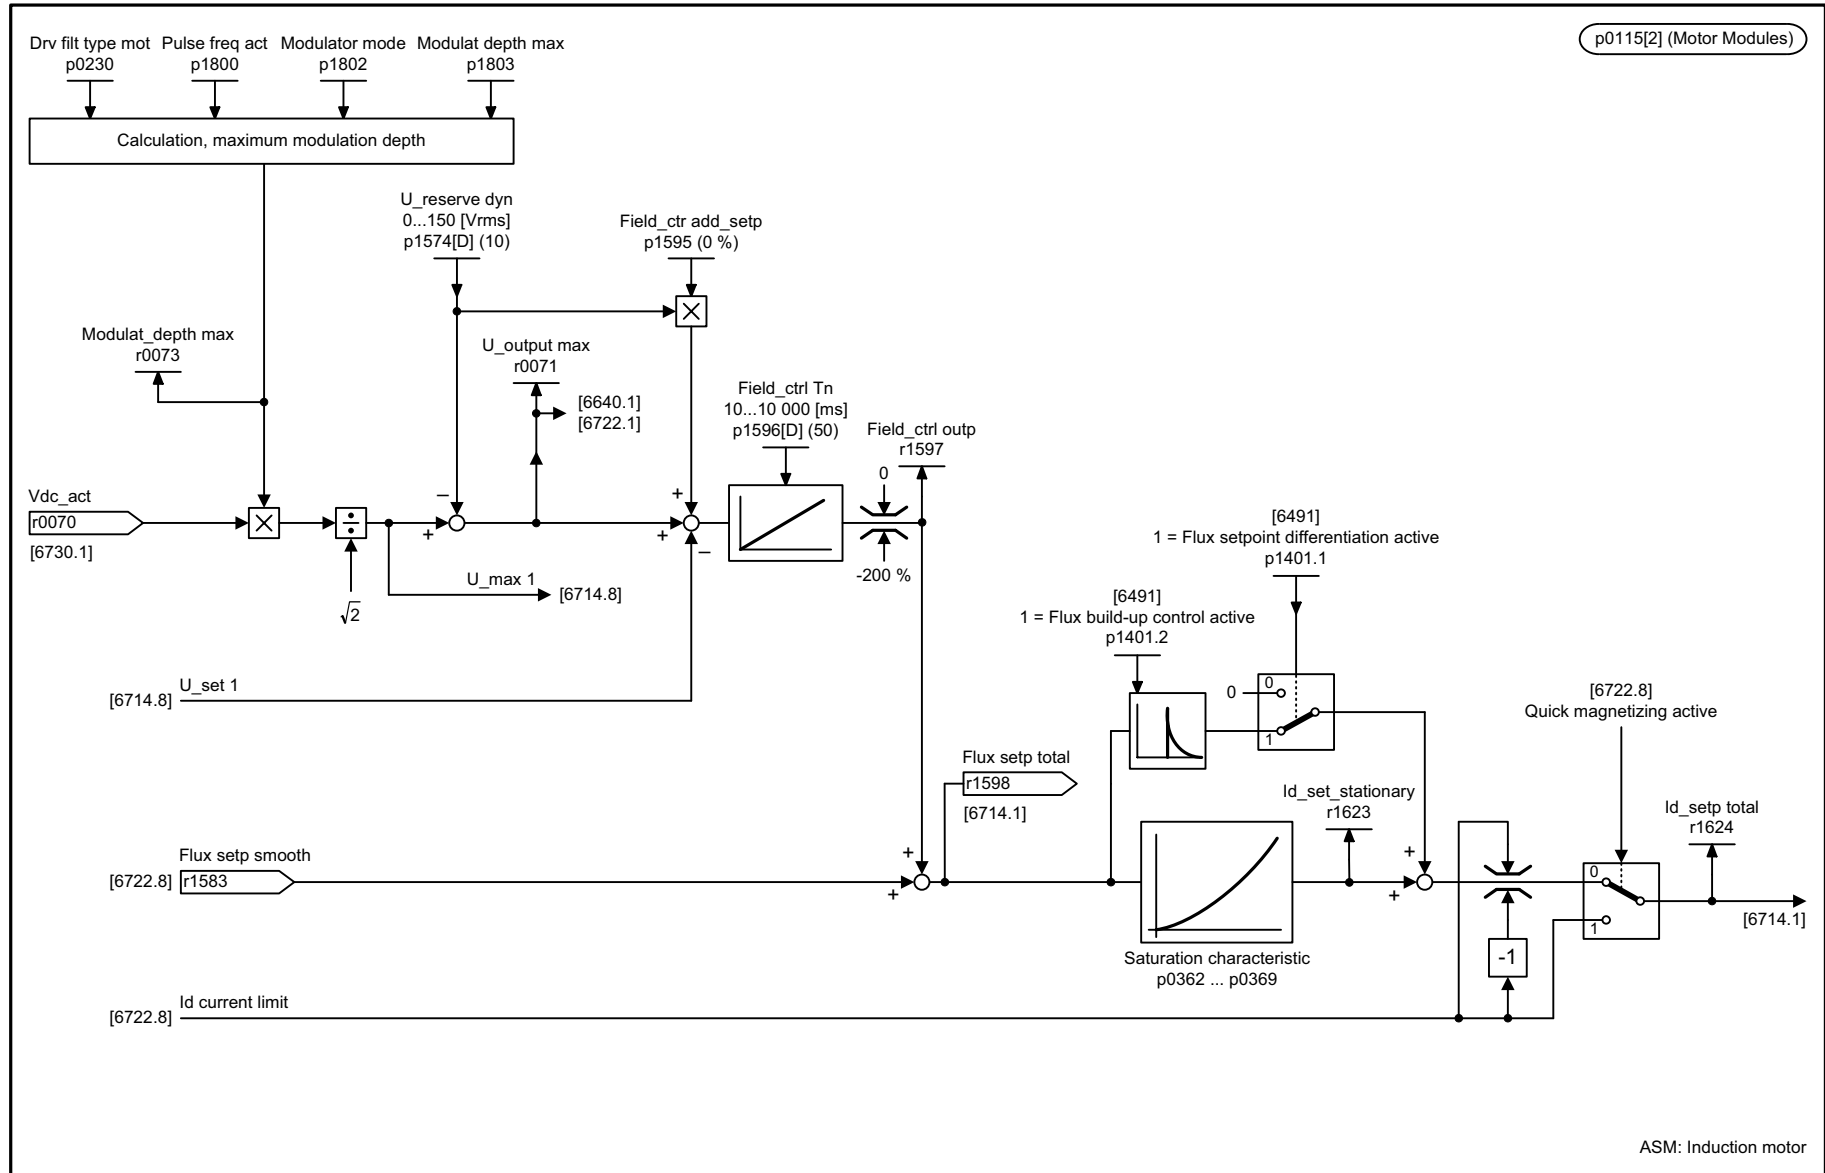 p0115[2] (Motor Modules)
Drv filt type mot
p0230
Pulse freq act
p1800
Modulator mode
p1802
Modulat depth max
p1803
Calculation, maximum modulation depth
U_reserve dyn
0...150 [Vrms]
p1574[D] (10)
Field_ctr add_setp
p1595 (0 %)
×
Modulat_depth max
r0073
U_output max
r0071
[6640.1]
[6722.1]
Field_ctrl Tn
10...10 000 [ms]
p1596[D] (50)
Field_ctrl outp
r1597
0
-200 %
Vdc_act
r0070
[6730.1]
×
÷
√2
–
+
+
+
–
U_max 1
[6714.8]
[6714.8]
U_set 1
[6491]
1 = Flux setpoint differentiation active
p1401.1
[6491]
1 = Flux build-up control active
p1401.2
0
0
1
[6722.8]
Quick magnetizing active
Flux setp total
r1598
[6714.1]
Id_set_stationary
r1623
Id_setp total
r1624
Flux setp smooth
[6722.8]
r1583
+
+
+
+
0
1
[6714.1]
-1
Saturation characteristic
p0362 ... p0369
Id current limit
[6722.8]
ASM: Induction motor